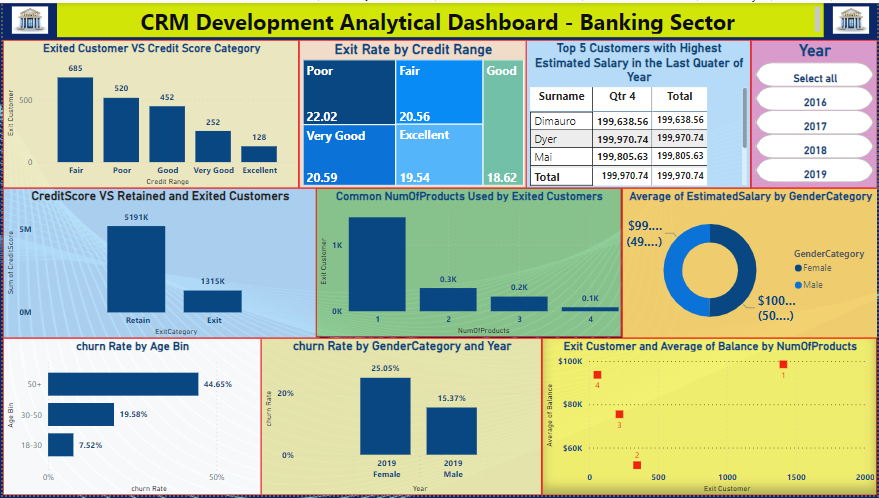 CRM Development Analytical Dashboard - Banking Sector
Exited Customer VS Credit Score Category
Exit Customer
500
0
685
520
452
252
128
Fair
Poor
Good
Very Good
Excellent
Credit Range
Exit Rate by Credit Range
Poor
22.02
Fair
20.56
Good
18.62
Very Good
20.59
Excellent
19.54
Top 5 Customers with Highest
Estimated Salary in the Last Quater of
Year
Surname Qtr 4 Total
Dimauro 199,638.56 199,638.56
Dyer 199,970.74 199,970.74
Mai 199,805.63 199,805.63
Total 199,970.74 199,970.74
Year
Select all
2016
2017
2018
2019
CreditScore VS Retained and Exited Customers
Sum of CreditScore
5M
0M
5191K
1315K
Retain
Exit
ExitCategory
Common NumOfProducts Used by Exited Customers
Exit Customer
1K
0K
0.3K
0.2K
0.1K
1
2
3
4
NumOfProducts
Average of EstimatedSalary by GenderCategory
$99....
(49....)
$100...
(50....)
GenderCategory
Female
Male
churn Rate by Age Bin
Age Bin
50+
30-50
18-30
44.65%
19.58%
7.52%
0%
50%
churn Rate
churn Rate by GenderCategory and Year
churn Rate
20%
0%
25.05%
15.37%
2019
Female
2019
Male
Year
Exit Customer and Average of Balance by NumOfProducts
Average of Balance
$100K
$80K
$60K
4
3
2
1
0
500
1000
1500
2000
Exit Customer